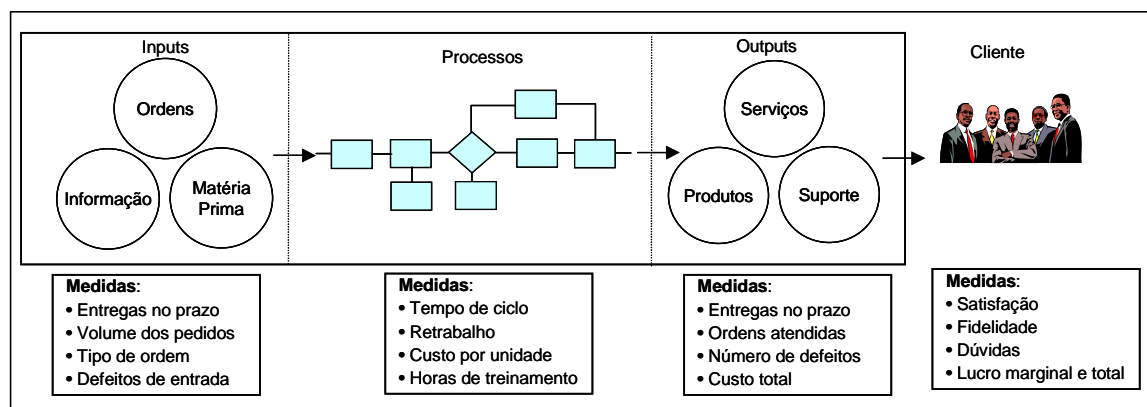 Inputs
Ordens
Informação
Matéria
Prima
Processos
Outputs
Serviços
Produtos
Suporte
Cliente
Medidas:
• Entregas no prazo
• Volume dos pedidos
• Tipo de ordem
• Defeitos de entrada
Medidas:
• Tempo de ciclo
• Retrabalho
• Custo por unidade
• Horas de treinamento
Medidas:
• Entregas no prazo
• Ordens atendidas
• Número de defeitos
• Custo total
Medidas:
• Satisfação
• Fidelidade
• Dúvidas
• Lucro marginal e total